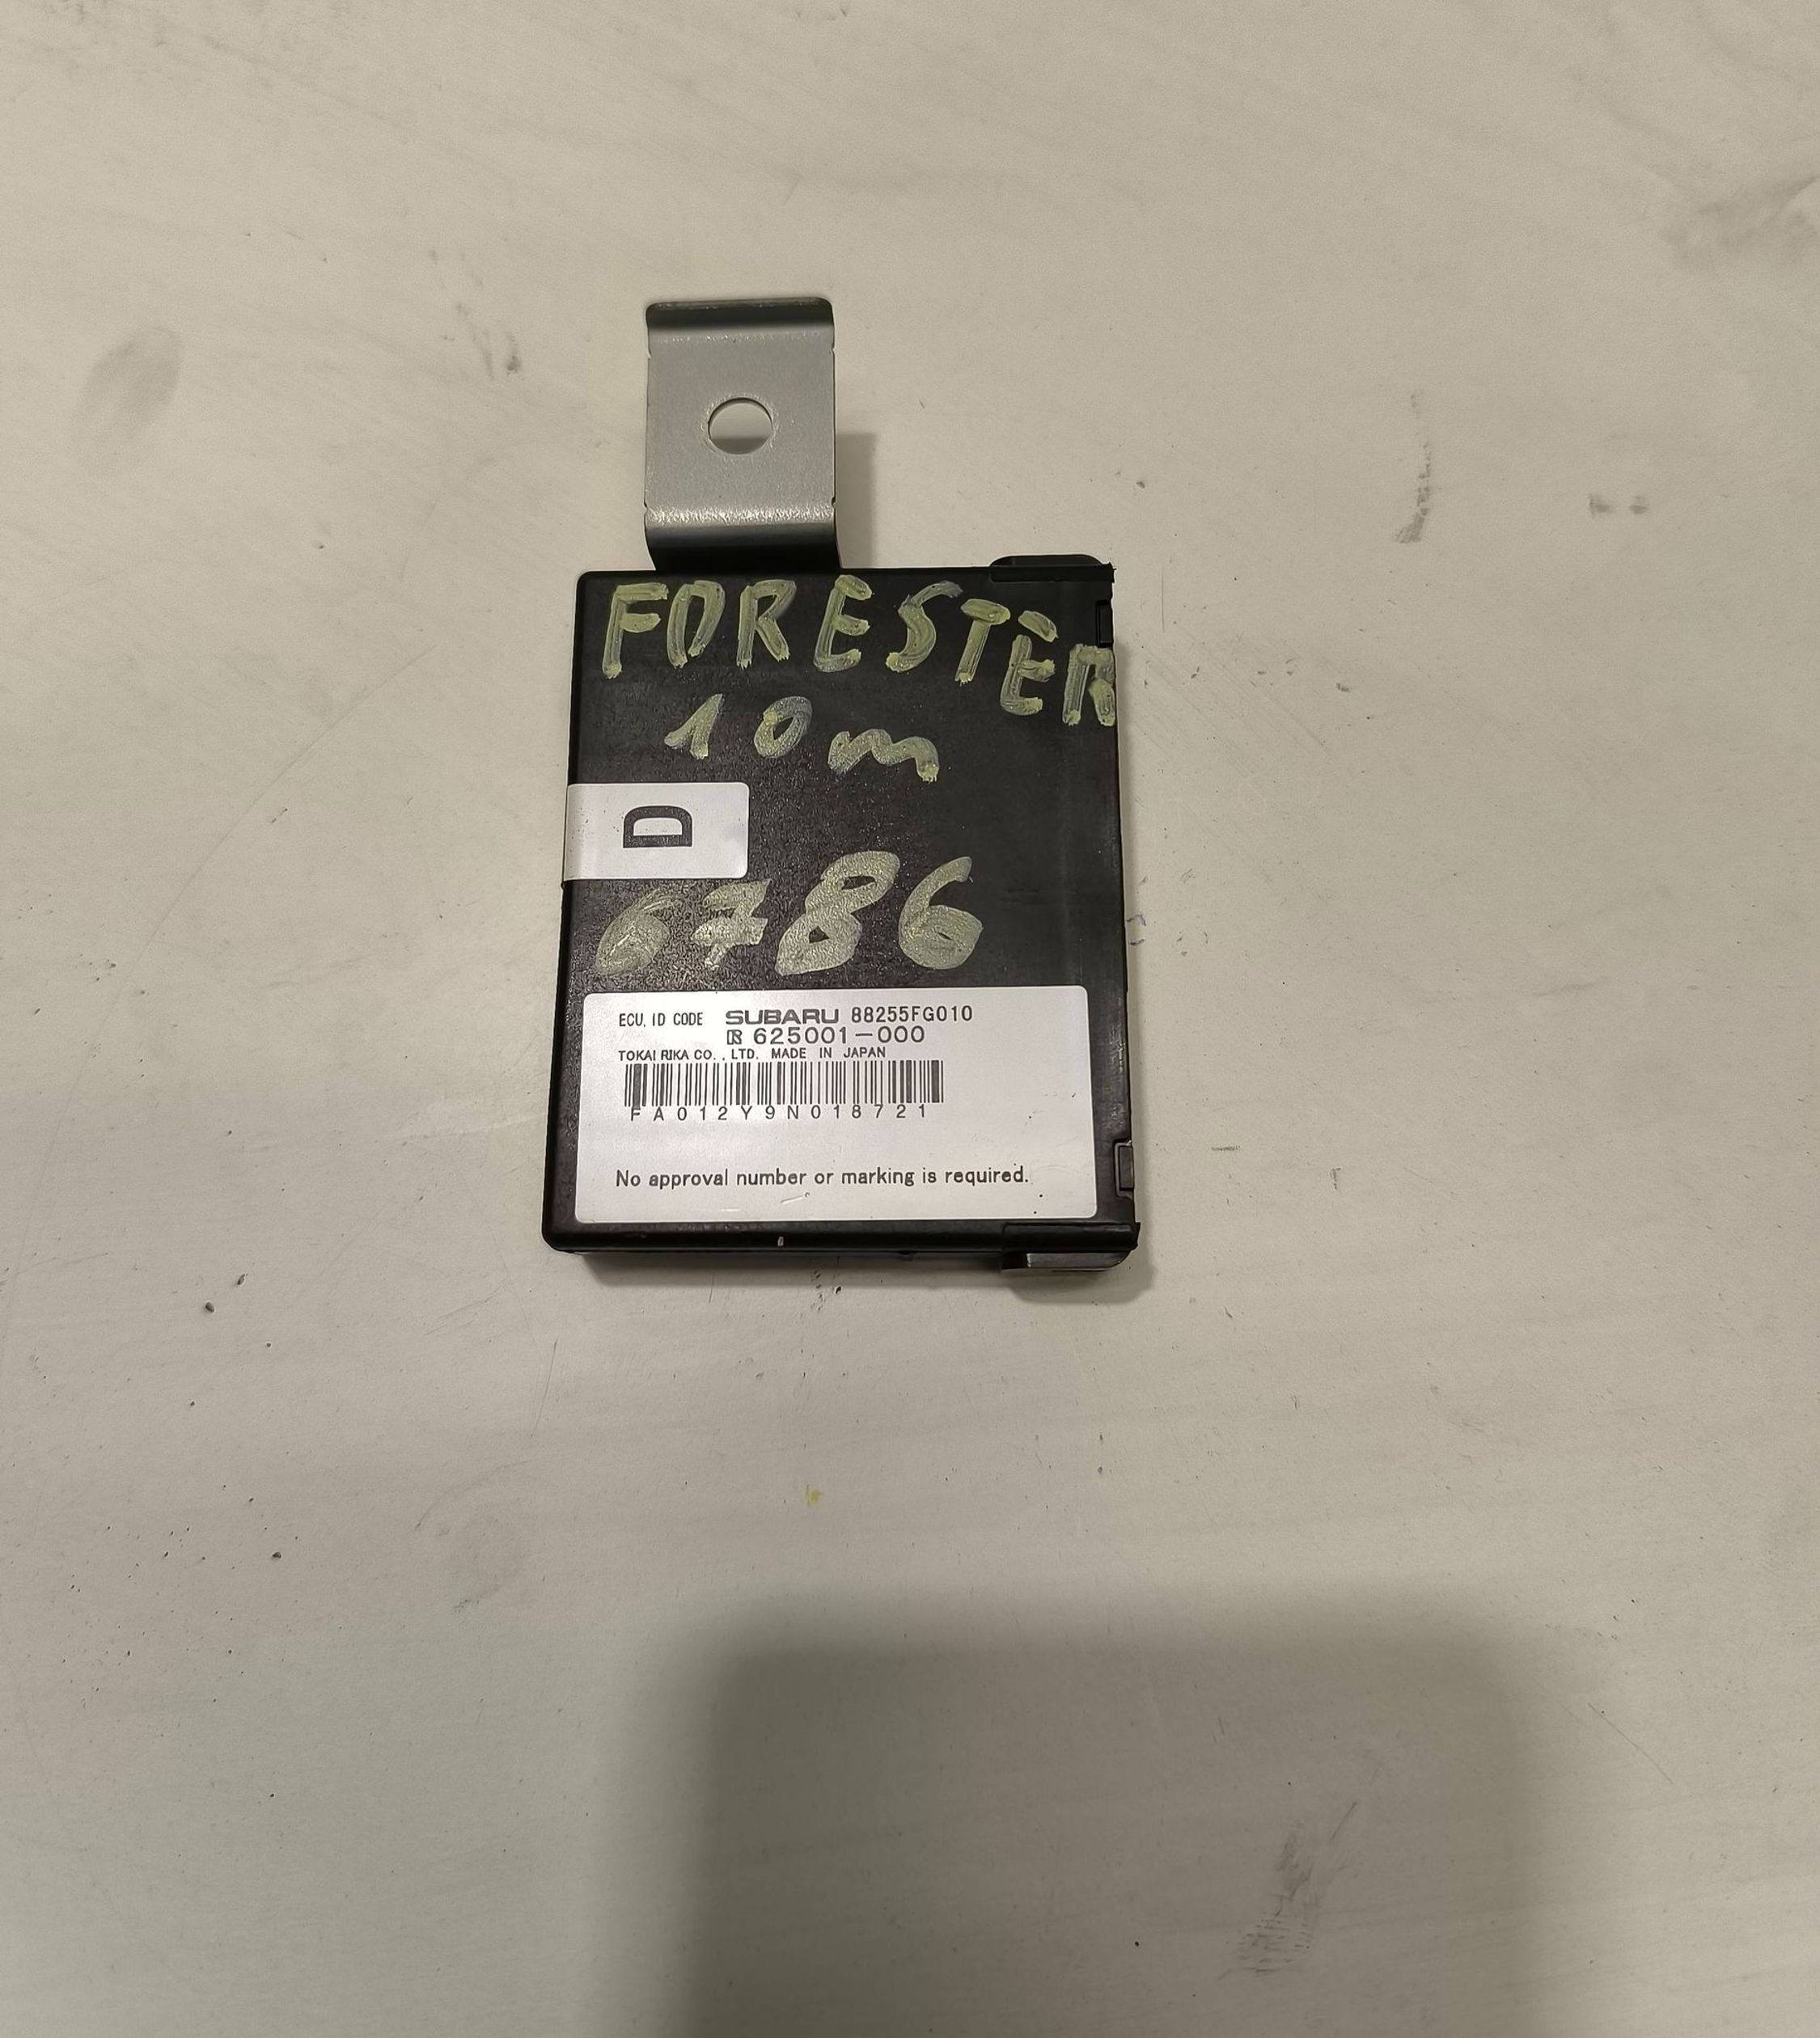 FORESTER
10m
D
6786
ECU, ID CODE SUBARU 88255FG010
R 625001-000
TOKAI RIKA CO., LTD. MADE IN JAPAN
FA012Y9N018721
No approval number or marking is required.